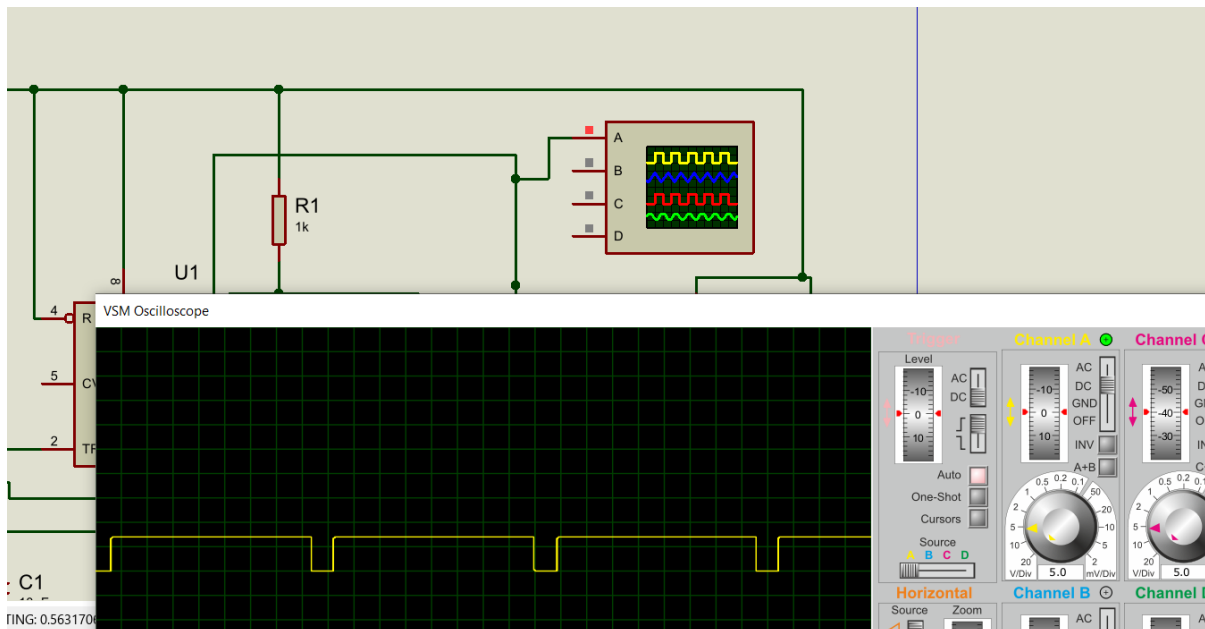 A
B
C
D
R1
1k
U1
8
4
R
5
CV
2
C1
TING: 0.563170
VSM Oscilloscope
Trigger
Level
-10
0
10
AC
DC
Auto
One-Shot
Cursors
Source
A B C D
Horizontal
Source
Zoom
Channel A
-10
0
10
AC
DC
GND
OFF
INV
A+B
0.5 0.2 0.1
1
2
5
10
20
50
20
10
5
2
V/Div
5.0
mV/Div
Channel B
AC
Channel
-50
-40
-30
0.5 0.2 0.1
1
2
5
10
20
V/Div
5.0
Channel